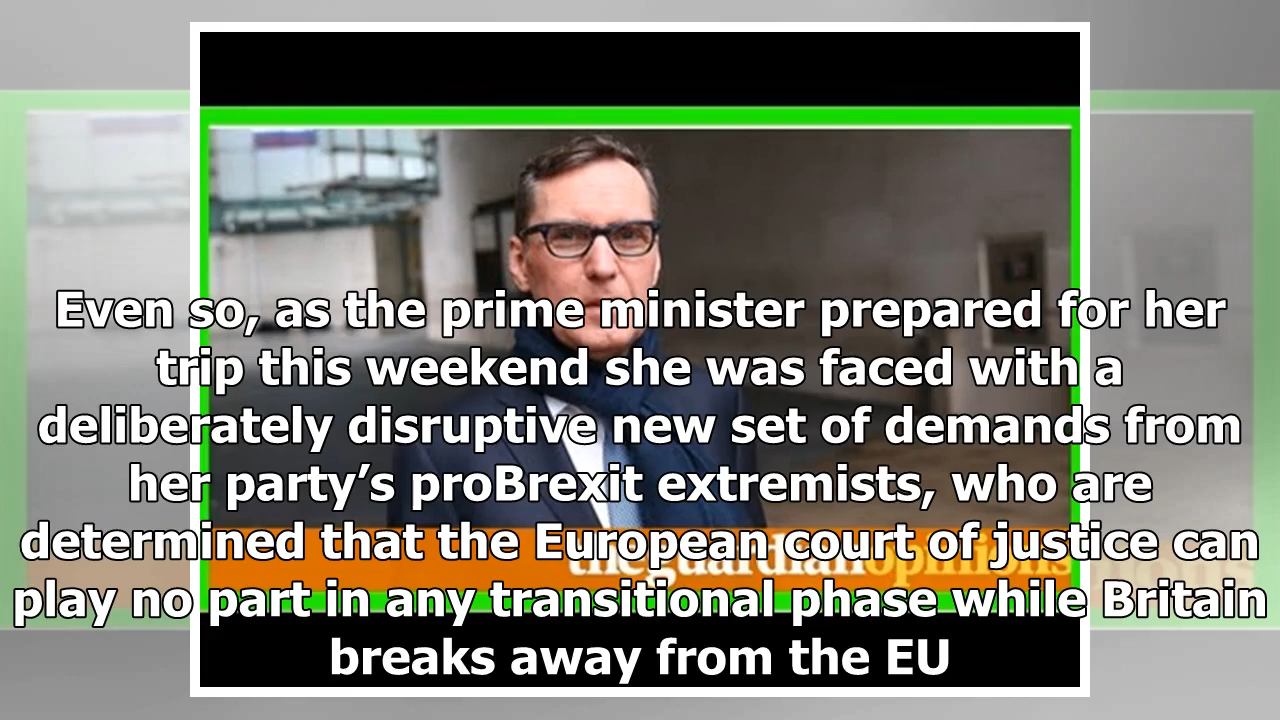 Even so, as the prime minister prepared for her
trip this weekend she was faced with a
deliberately disruptive new set of demands from
her party’s proBrexit extremists, who are
determined that the European court of justice can
theguardianopinions
play no part in any transitional phase while Britain
breaks away from the EU